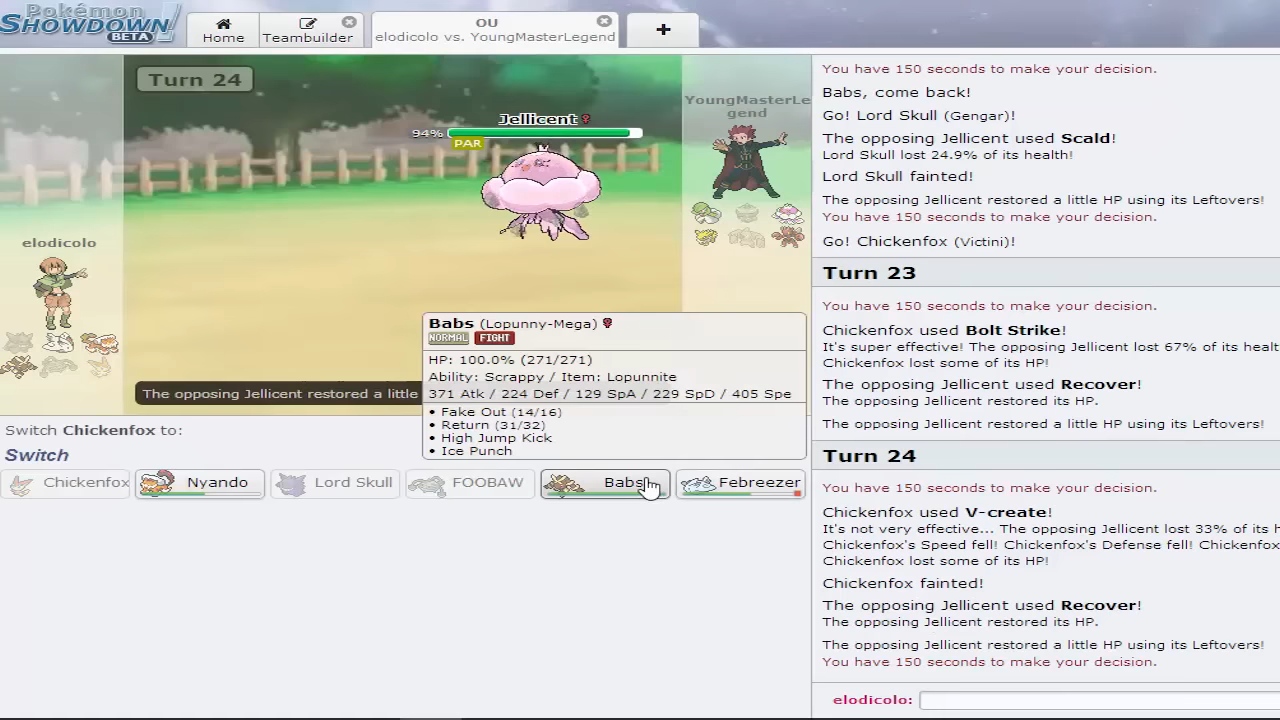 Pokémon
SHOWDOWN!
BETA
Home
Teambuilder
OU
elodicolo vs. YoungMasterLegend
+
Turn 24
Jellicent
94%
PAR
YoungMasterLe
gend
elodicolo
The opposing Jellicent restored a little
Babs (Lopunny-Mega)
NORMAL FIGHT
HP: 100.0% (271/271)
Ability: Scrappy / Item: Lopunnite
371 Atk / 224 Def / 129 SpA / 229 SpD / 405 Spe
• Fake Out (14/16)
• Return (31/32)
• High Jump Kick
• Ice Punch
Switch Chickenfox to:
Switch
Chickenfox
Nyando
Lord Skull
FOOBAW
Babs
Febreezer
You have 150 seconds to make your decision.
Babs, come back!
Go! Lord Skull (Gengar)!
The opposing Jellicent used Scald!
Lord Skull lost 24.9% of its health!
Lord Skull fainted!
The opposing Jellicent restored a little HP using its Leftovers!
You have 150 seconds to make your decision.
Go! Chickenfox (Victini)!
Turn 23
You have 150 seconds to make your decision.
Chickenfox used Bolt Strike!
It's super effective! The opposing Jellicent lost 67% of its healt
Chickenfox lost some of its HP!
The opposing Jellicent used Recover!
The opposing Jellicent restored its HP.
The opposing Jellicent restored a little HP using its Leftovers!
Turn 24
You have 150 seconds to make your decision.
Chickenfox used V-create!
It's not very effective... The opposing Jellicent lost 33% of its h
Chickenfox's Speed fell! Chickenfox's Defense fell! Chickenfox
Chickenfox lost some of its HP!
Chickenfox fainted!
The opposing Jellicent used Recover!
The opposing Jellicent restored its HP.
The opposing Jellicent restored a little HP using its Leftovers!
You have 150 seconds to make your decision.
elodicolo: